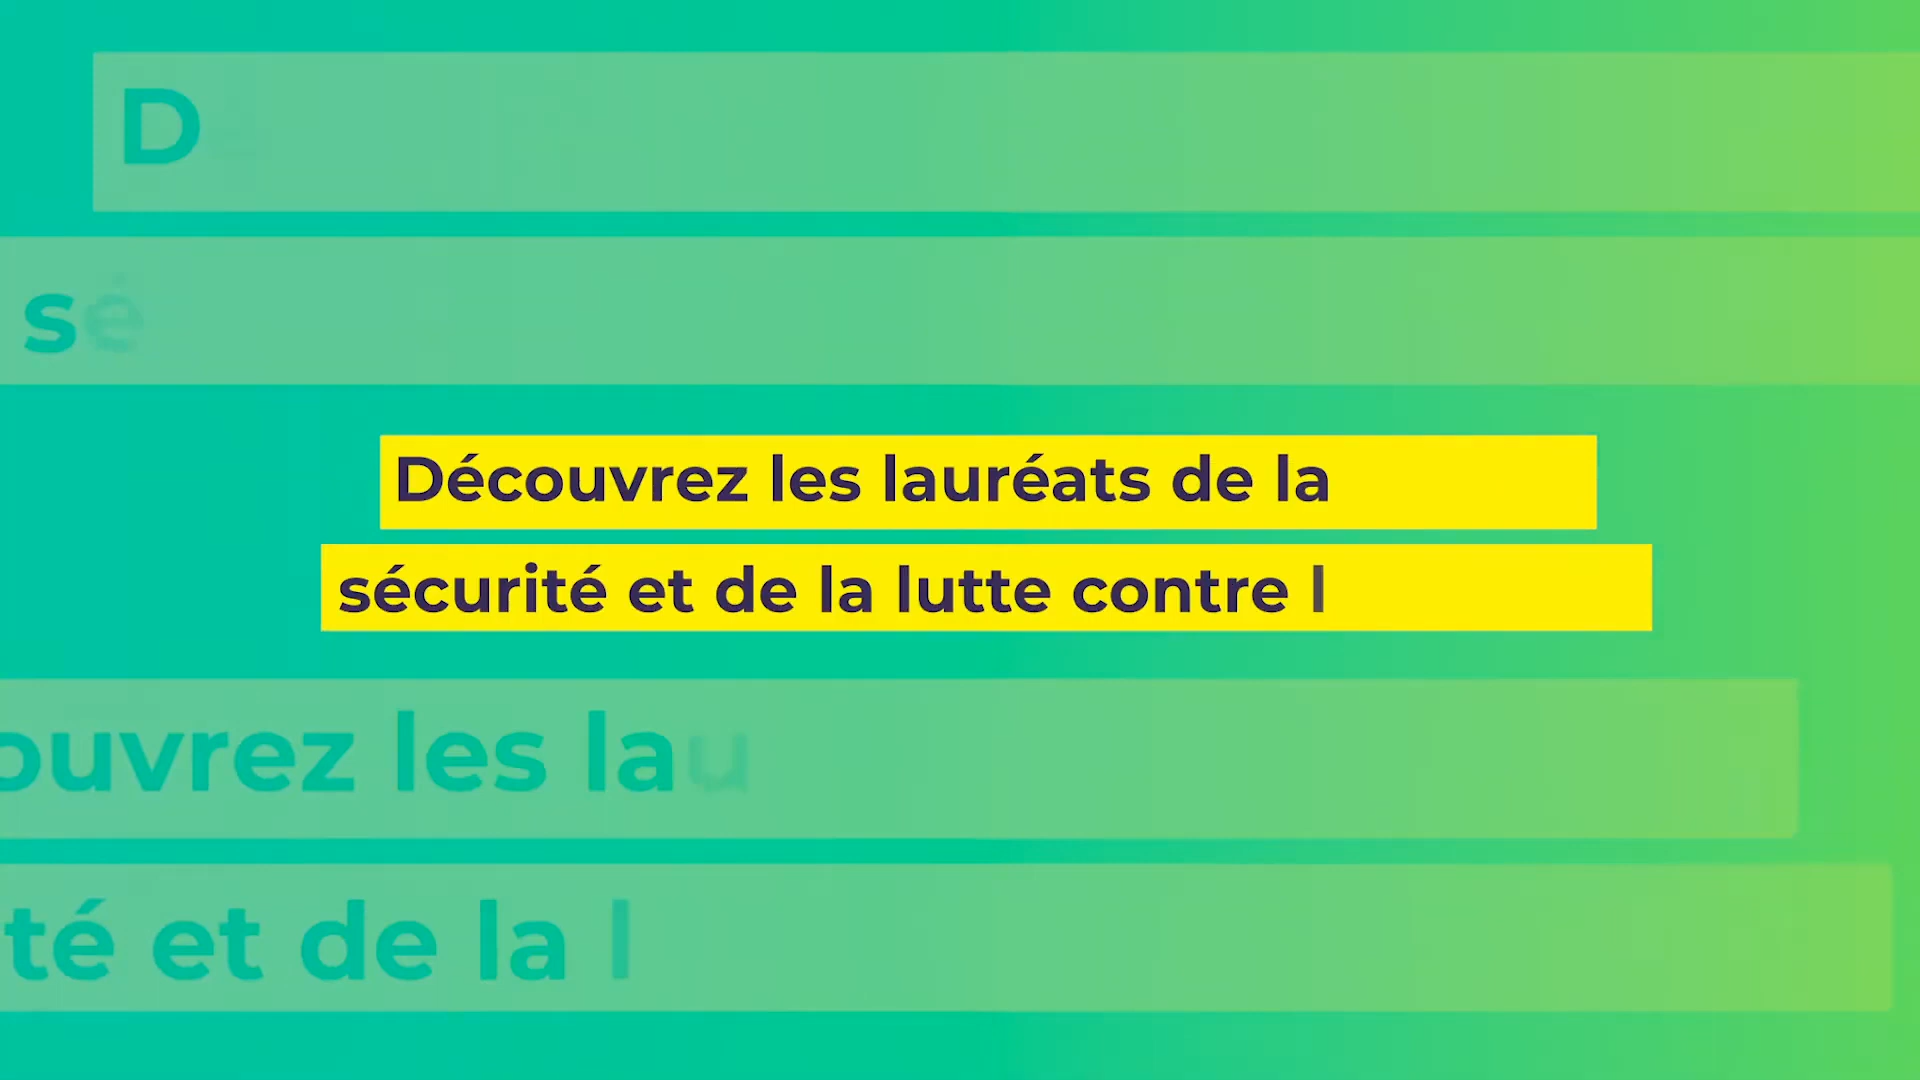 D
sé
Découvrez les lauréats de la
sécurité et de la lutte contre l
ouvrez les lau
té et de la l